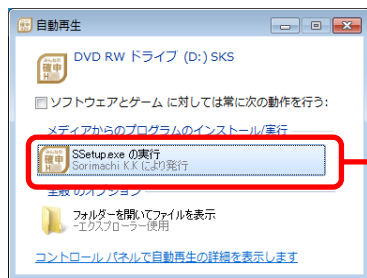 自動再生
DVD RW ドライブ (D:) SKS
ソフトウェアとゲーム に対しては常に次の動作を行う:
メディアからのプログラムのインストール/実行
SSetup.exe の実行
Sorimachi K.K により発行
全般 のオプション
フォルダーを開いてファイルを表示
-エクスプローラー使用
コントロール パネルで自動再生の詳細を表示します